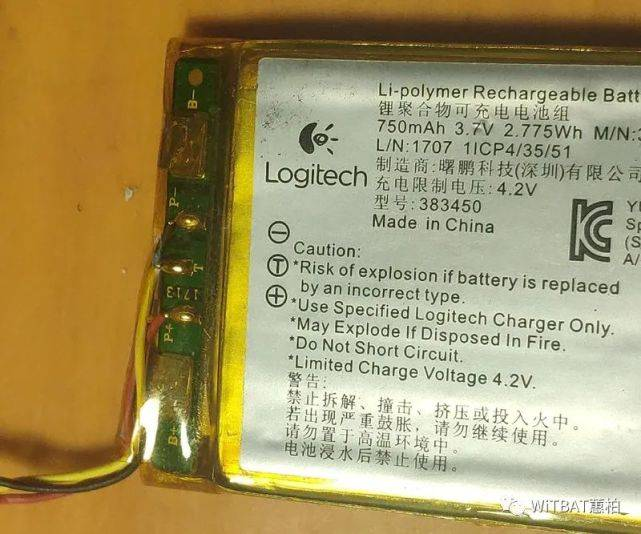 Li-polymer Rechargeable Batt
锂聚合物可充电电池组
750mAh 3.7V 2.775Wh M/N:3
L/N:1707 1ICP4/35/51
制造商:曙鹏科技(深圳)有限公司
充电限制电压:4.2V
型号:383450
Made in China
Logitech
Caution:
*Risk of explosion if battery is replaced
by an incorrect type.
*Use Specified Logitech Charger Only.
*May Explode If Disposed In Fire.
*Do Not Short Circuit.
*Limited Charge Voltage 4.2V.
警告:
禁止拆解、撞击、挤压或投入火中。
若出现严重鼓胀，请勿继续使用。
请勿置于高温环境中。
电池浸水后禁止使用。
T
YU
Sp
(S
A/
B-
P-
T
1713
P+
B+
WiTBAT蕙柏